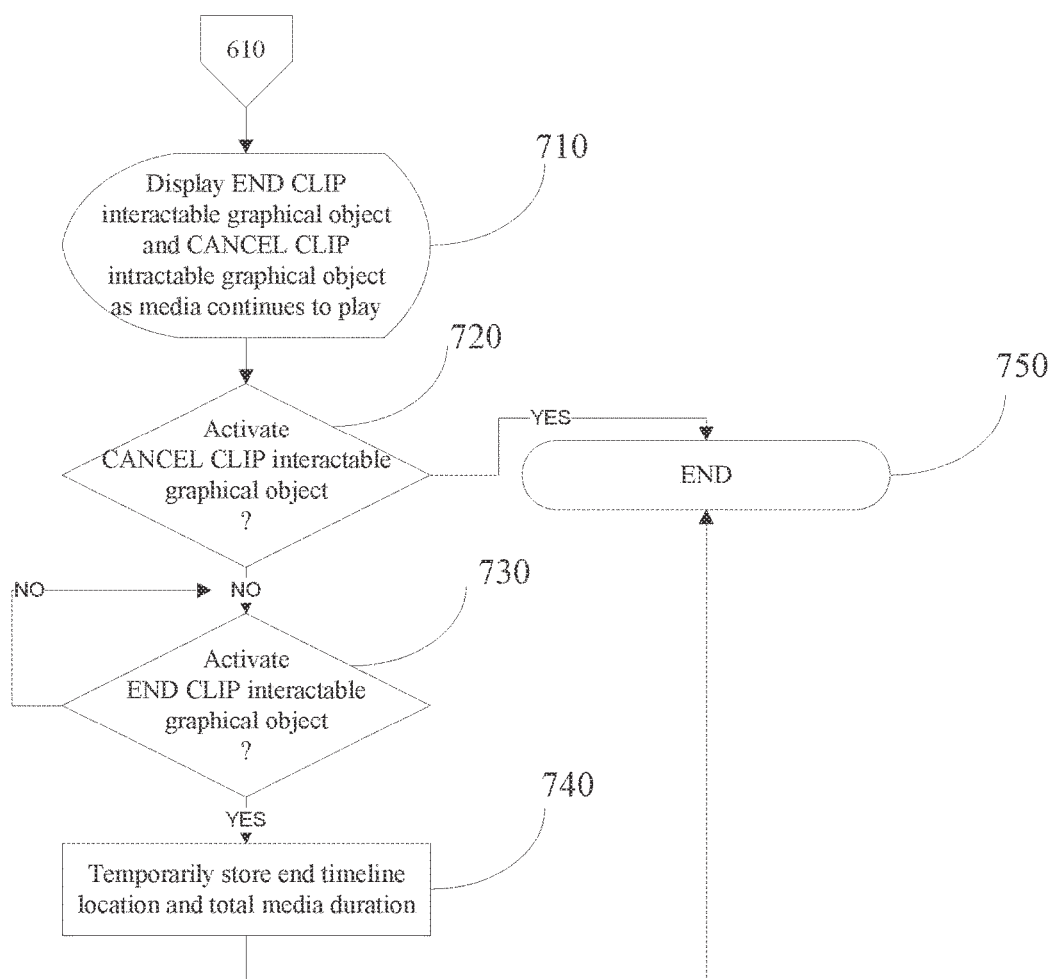 610
710
Display END CLIP
interactable graphical object
and CANCEL CLIP
intractable graphical object
as media continues to play
720
750
Activate
CANCEL CLIP interactable
graphical object
?
YES
END
NO
NO
730
Activate
END CLIP interactable
graphical object
?
YES
740
Temporarily store end timeline
location and total media duration